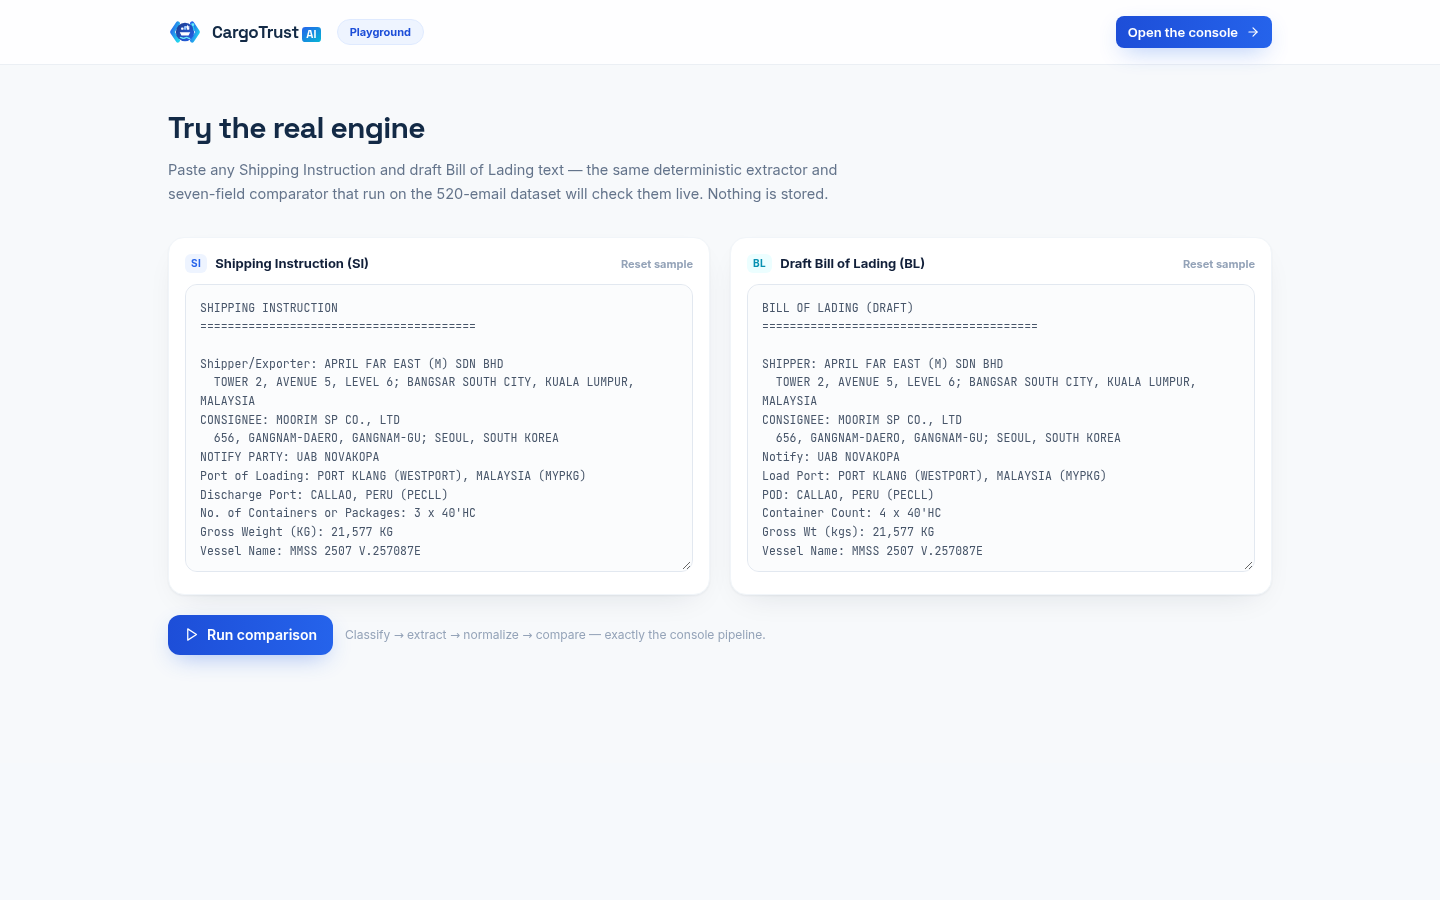 CargoTrust AI
Playground
Open the console →
Try the real engine
Paste any Shipping Instruction and draft Bill of Lading text — the same deterministic extractor and
seven-field comparator that run on the 520-email dataset will check them live. Nothing is stored.
SI Shipping Instruction (SI)
Reset sample
SHIPPING INSTRUCTION
========================================
Shipper/Exporter: APRIL FAR EAST (M) SDN BHD
TOWER 2, AVENUE 5, LEVEL 6; BANGSAR SOUTH CITY, KUALA LUMPUR,
MALAYSIA
CONSIGNEE: MOORIM SP CO., LTD
656, GANGNAM-DAERO, GANGNAM-GU; SEOUL, SOUTH KOREA
NOTIFY PARTY: UAB NOVAKOPA
Port of Loading: PORT KLANG (WESTPORT), MALAYSIA (MYPKG)
Discharge Port: CALLAO, PERU (PECLL)
No. of Containers or Packages: 3 x 40'HC
Gross Weight (KG): 21,577 KG
Vessel Name: MMSS 2507 V.257087E
BL Draft Bill of Lading (BL)
Reset sample
BILL OF LADING (DRAFT)
========================================
SHIPPER: APRIL FAR EAST (M) SDN BHD
TOWER 2, AVENUE 5, LEVEL 6; BANGSAR SOUTH CITY, KUALA LUMPUR,
MALAYSIA
CONSIGNEE: MOORIM SP CO., LTD
656, GANGNAM-DAERO, GANGNAM-GU; SEOUL, SOUTH KOREA
Notify: UAB NOVAKOPA
Load Port: PORT KLANG (WESTPORT), MALAYSIA (MYPKG)
POD: CALLAO, PERU (PECLL)
Container Count: 4 x 40'HC
Gross Wt (kgs): 21,577 KG
Vessel Name: MMSS 2507 V.257087E
Run comparison
Classify → extract → normalize → compare — exactly the console pipeline.